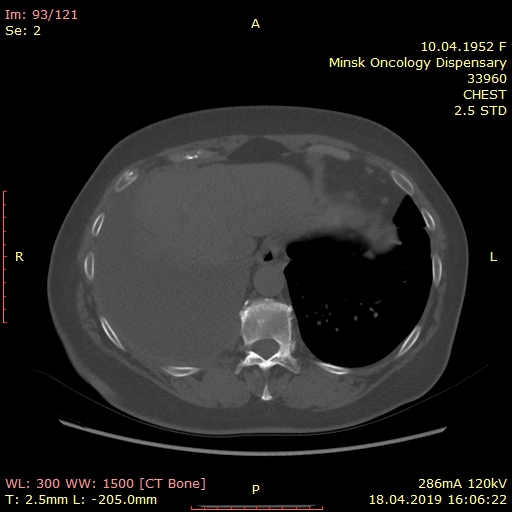 Im: 93/121
Se: 2
A
10.04.1952 F
Minsk Oncology Dispensary
33960
CHEST
2.5 STD
R
L
WL: 300 WW: 1500 [CT Bone]
T: 2.5mm L: -205.0mm
P
286mA 120kV
18.04.2019 16:06:22